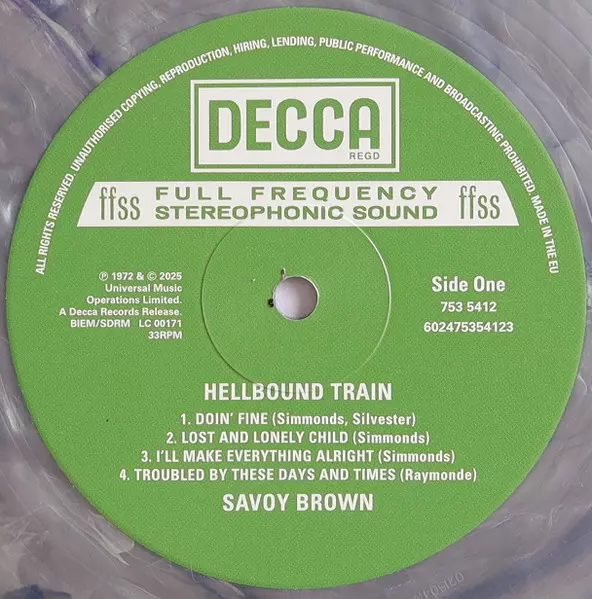 ALL RIGHTS RESERVED. UNAUTHORISED COPYING, REPRODUCTION, HIRING, LENDING, PUBLIC PERFORMANCE AND BROADCASTING PROHIBITED. MADE IN THE EU
DECCA
REGD
ffss FULL FREQUENCY STEREOPHONIC SOUND ffss
℗ 1972 & © 2025
Universal Music
Operations Limited.
A Decca Records Release.
BIEM/SDRM LC 00171
33RPM
Side One
753 5412
602475354123
HELLBOUND TRAIN
1. DOIN' FINE (Simmonds, Silvester)
2. LOST AND LONELY CHILD (Simmonds)
3. I'LL MAKE EVERYTHING ALRIGHT (Simmonds)
4. TROUBLED BY THESE DAYS AND TIMES (Raymonde)
SAVOY BROWN